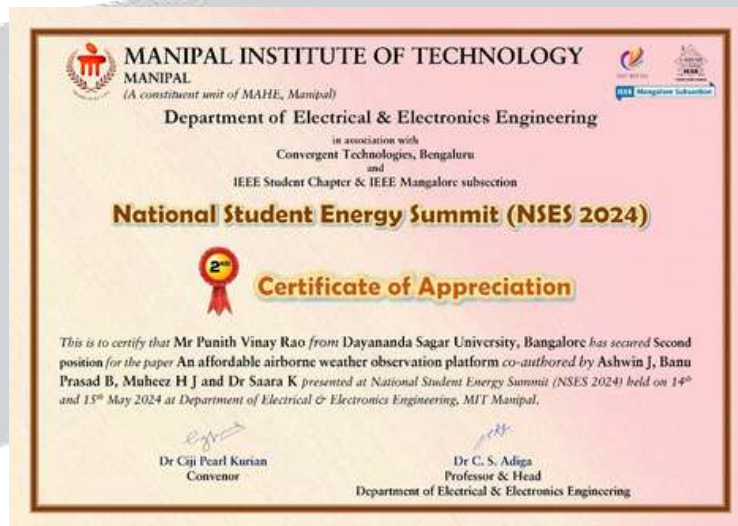 MANIPAL INSTITUTE OF TECHNOLOGY
MANIPAL
(A constituent unit of MAHE, Manipal)
IEEE Mangalore Subsection
Department of Electrical & Electronics Engineering
in association with
Convergent Technologies, Bengaluru
and
IEEE Student Chapter & IEEE Mangalore subsection
National Student Energy Summit (NSES 2024)
2nd
Certificate of Appreciation
This is to certify that Mr Punith Vinay Rao from Dayananda Sagar University, Bangalore has secured Second
position for the paper An affordable airborne weather observation platform co-authored by Ashwin J, Banu
Prasad B, Muheez H J and Dr Saara K presented at National Student Energy Summit (NSES 2024) held on 14th
and 15th May 2024 at Department of Electrical & Electronics Engineering, MIT Manipal.
Dr Ciji Pearl Kurian
Convenor
Dr C. S. Adiga
Professor & Head
Department of Electrical & Electronics Engineering